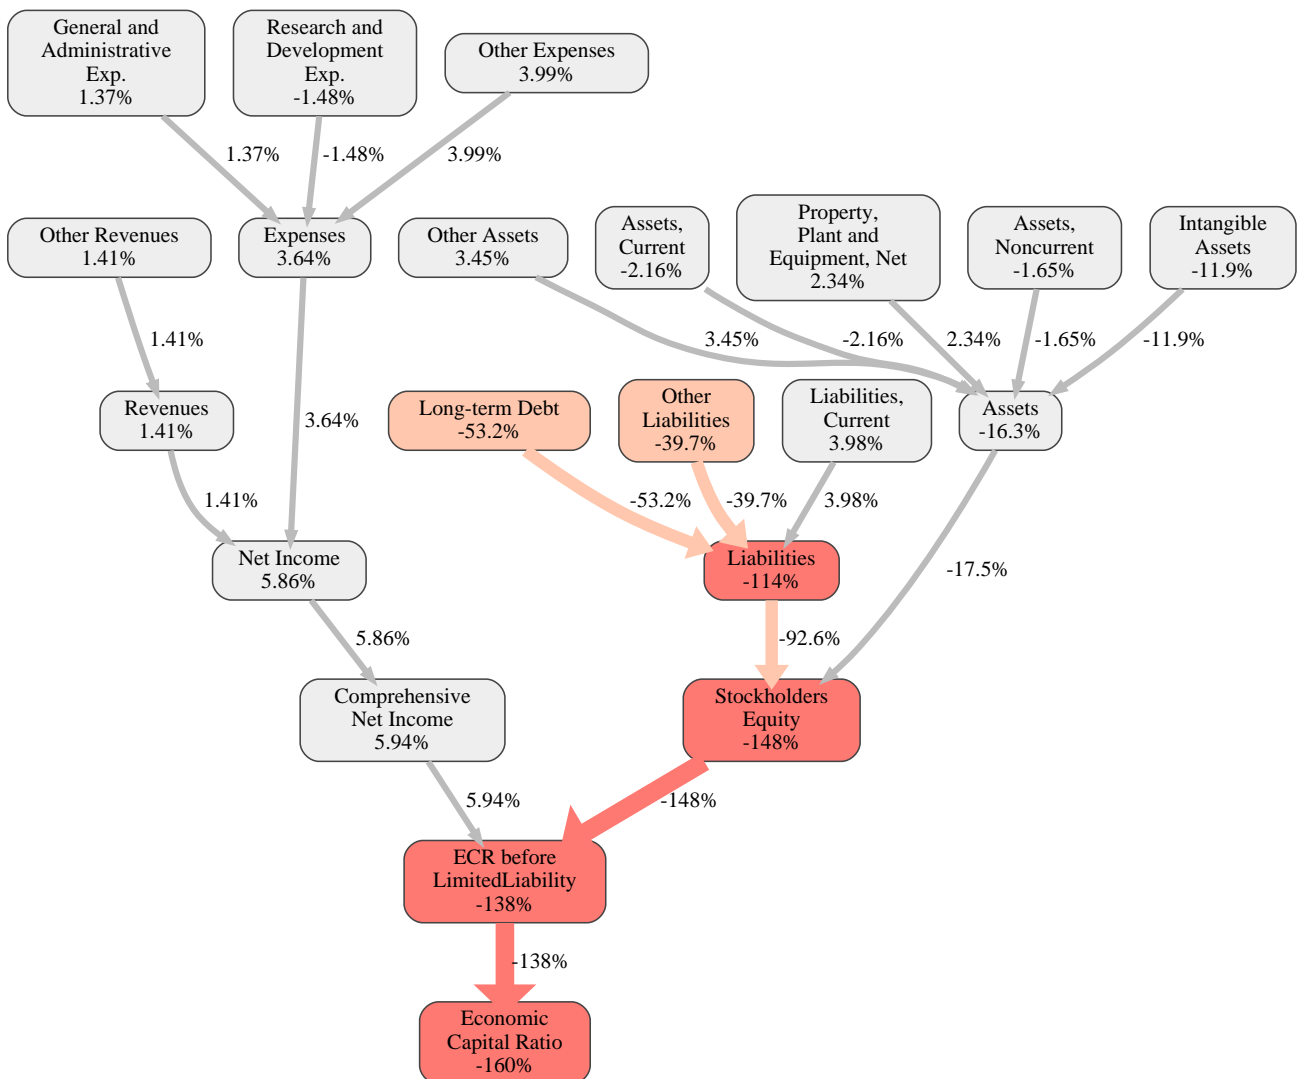 General and
Administrative
Exp.
1.37%
Research and
Development
Exp.
-1.48%
Other Expenses
3.99%
1.37%
-1.48%
3.99%
Other Revenues
1.41%
Expenses
3.64%
Other Assets
3.45%
Assets,
Current
-2.16%
Property,
Plant and
Equipment, Net
2.34%
Assets,
Noncurrent
-1.65%
Intangible
Assets
-11.9%
1.41%
3.45%
-2.16%
2.34%
-1.65%
-11.9%
Revenues
1.41%
3.64%
Long-term Debt
-53.2%
Other
Liabilities
-39.7%
Liabilities,
Current
3.98%
Assets
-16.3%
1.41%
-53.2%
-39.7%
3.98%
Net Income
5.86%
Liabilities
-114%
-17.5%
5.86%
-92.6%
Comprehensive
Net Income
5.94%
Stockholders
Equity
-148%
5.94%
-148%
ECR before
LimitedLiability
-138%
-138%
Economic
Capital Ratio
-160%